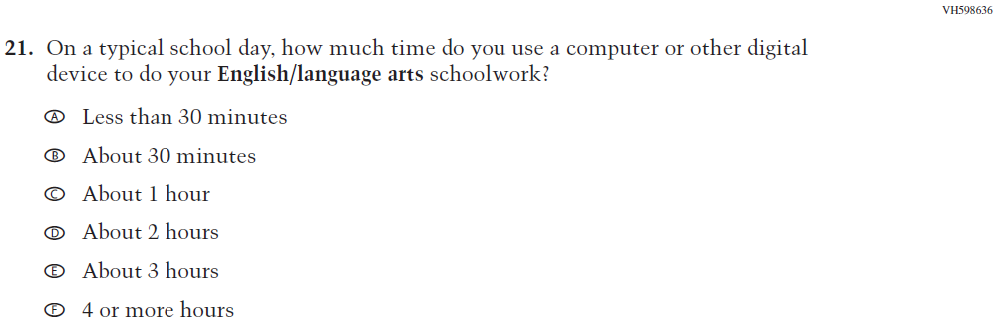 VH598636
21. On a typical school day, how much time do you use a computer or other digital
device to do your English/language arts schoolwork?
A Less than 30 minutes
B About 30 minutes
C About 1 hour
D About 2 hours
E About 3 hours
F 4 or more hours